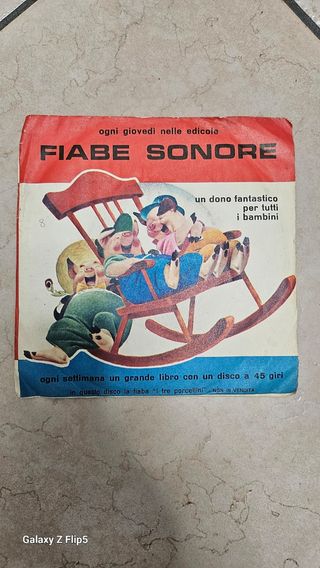 ogni giovedì nelle edicole
FIABE SONORE
un dono fantastico
per tutti
i bambini
8
ogni settimana un grande libro con un disco a 45 giri
in questo disco la fiaba "i tre porcellini" - NON IN VENDITA
Galaxy Z Flip5